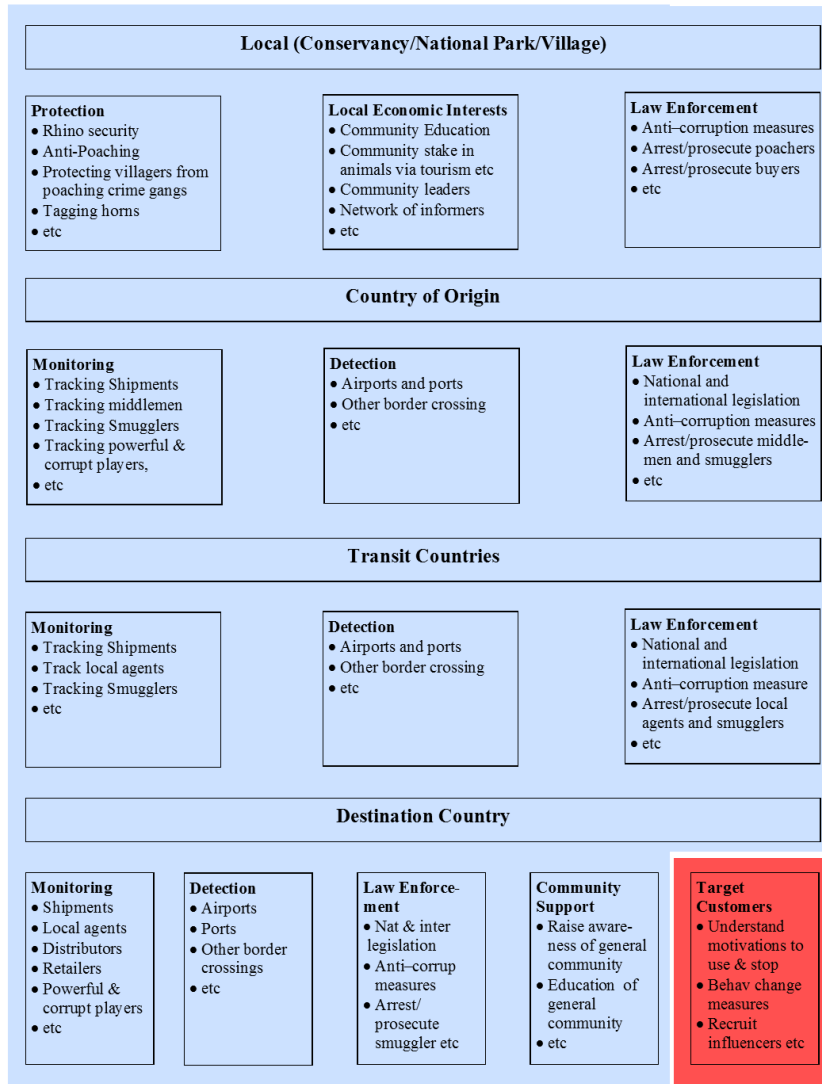 Local (Conservancy/National Park/Village)
Protection
● Rhino security
● Anti-Poaching
● Protecting villagers from
poaching crime gangs
● Tagging horns
● etc
Local Economic Interests
● Community Education
● Community stake in
animals via tourism etc
● Community leaders
● Network of informers
● etc
Law Enforcement
● Anti–corruption measures
● Arrest/prosecute poachers
● Arrest/prosecute buyers
● etc
Country of Origin
Monitoring
● Tracking Shipments
● Tracking middlemen
● Tracking Smugglers
● Tracking powerful &
corrupt players,
● etc
Detection
● Airports and ports
● Other border crossing
● etc
Law Enforcement
● National and
international legislation
● Anti–corruption measures
● Arrest/prosecute middle-
men and smugglers
● etc
Transit Countries
Monitoring
● Tracking Shipments
● Track local agents
● Tracking Smugglers
● etc
Detection
● Airports and ports
● Other border crossing
● etc
Law Enforcement
● National and
international legislation
● Anti–corruption measure
● Arrest/prosecute local
agents and smugglers
● etc
Destination Country
Monitoring
● Shipments
● Local agents
● Distributors
● Retailers
● Powerful &
corrupt players
● etc
Detection
● Airports
● Ports
● Other border
crossings
● etc
Law Enforce-
ment
● Nat & inter
legislation
● Anti–corrup
measures
● Arrest/
prosecute
smuggler etc
Community
Support
● Raise aware-
ness of general
community
● Education of
general
community
● etc
Target
Customers
● Understand
motivations to
use & stop
● Behav change
measures
● Recruit
influencers etc